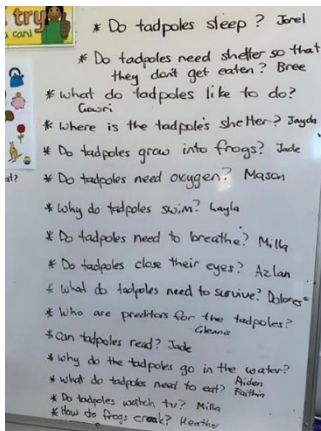 try
can!
* Do tadpoles sleep? Jorel
* Do tadpoles need shelter so that
they don't get eaten? Bree
* what do tadpoles like to do?
Gowri
* where is the tadpole's shelter? Jayda
* Do tadpoles grow into frogs? Jade
* Do tadpoles need oxygen? Mason
at?
* why do tadpoles swim? Layla
* Do tadpoles need to breathe? Milla
* Do tadpoles close their eyes? Azlan
* what do tadpoles need to survive? Dolores
* Who are preditors for the tadpoles?
Glennis
* can tadpoles read? Jade
* why do the tadpoles go in the water?
Aiden
* what do tadpoles need to eat?
* Do tadpoles watch tv? Milla
* How do frogs croak? Heather